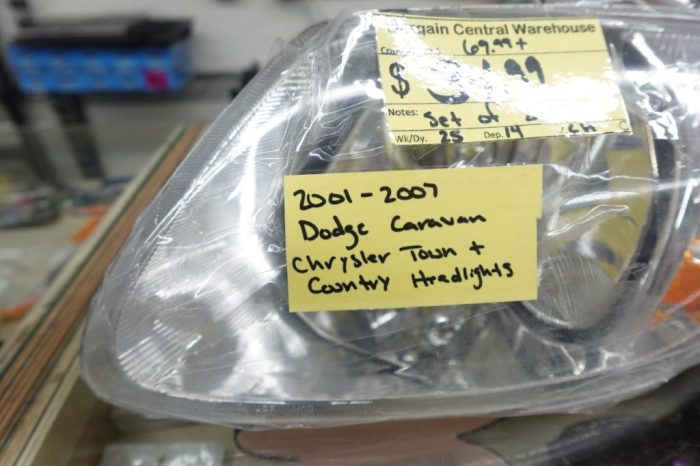 Bargain Central Warehouse
69.99+
$
Notes: Set of 2
Wk/Dy. 25 Dep. 14
2001-2007
Dodge Caravan
Chrysler Town +
Country Headlights